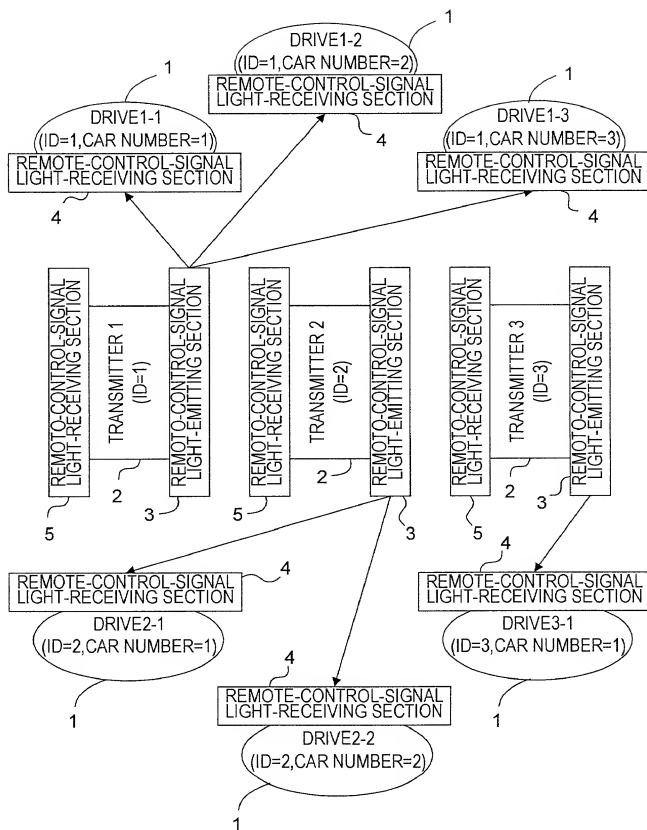 1
DRIVE1-2
(ID=1,CAR NUMBER=2)
REMOTE-CONTROL-SIGNAL
LIGHT-RECEIVING SECTION
4
1
DRIVE1-1
(ID=1,CAR NUMBER=1)
REMOTE-CONTROL-SIGNAL
LIGHT-RECEIVING SECTION
4
1
DRIVE1-3
(ID=1,CAR NUMBER=3)
REMOTE-CONTROL-SIGNAL
LIGHT-RECEIVING SECTION
4
REMOTO-CONTROL-SIGNAL
LIGHT-RECEIVING SECTION
TRANSMITTER 1
(ID=1)
REMOTO-CONTROL-SIGNAL
LIGHT-EMITTING SECTION
5
2
3
REMOTO-CONTROL-SIGNAL
LIGHT-RECEIVING SECTION
TRANSMITTER 2
(ID=2)
REMOTO-CONTROL-SIGNAL
LIGHT-EMITTING SECTION
5
2
3
REMOTO-CONTROL-SIGNAL
LIGHT-RECEIVING SECTION
TRANSMITTER 3
(ID=3)
REMOTO-CONTROL-SIGNAL
LIGHT-EMITTING SECTION
5
2
3
REMOTE-CONTROL-SIGNAL
LIGHT-RECEIVING SECTION
4
DRIVE2-1
(ID=2,CAR NUMBER=1)
1
4
REMOTE-CONTROL-SIGNAL
LIGHT-RECEIVING SECTION
DRIVE3-1
(ID=3,CAR NUMBER=1)
1
4
REMOTE-CONTROL-SIGNAL
LIGHT-RECEIVING SECTION
DRIVE2-2
(ID=2,CAR NUMBER=2)
1